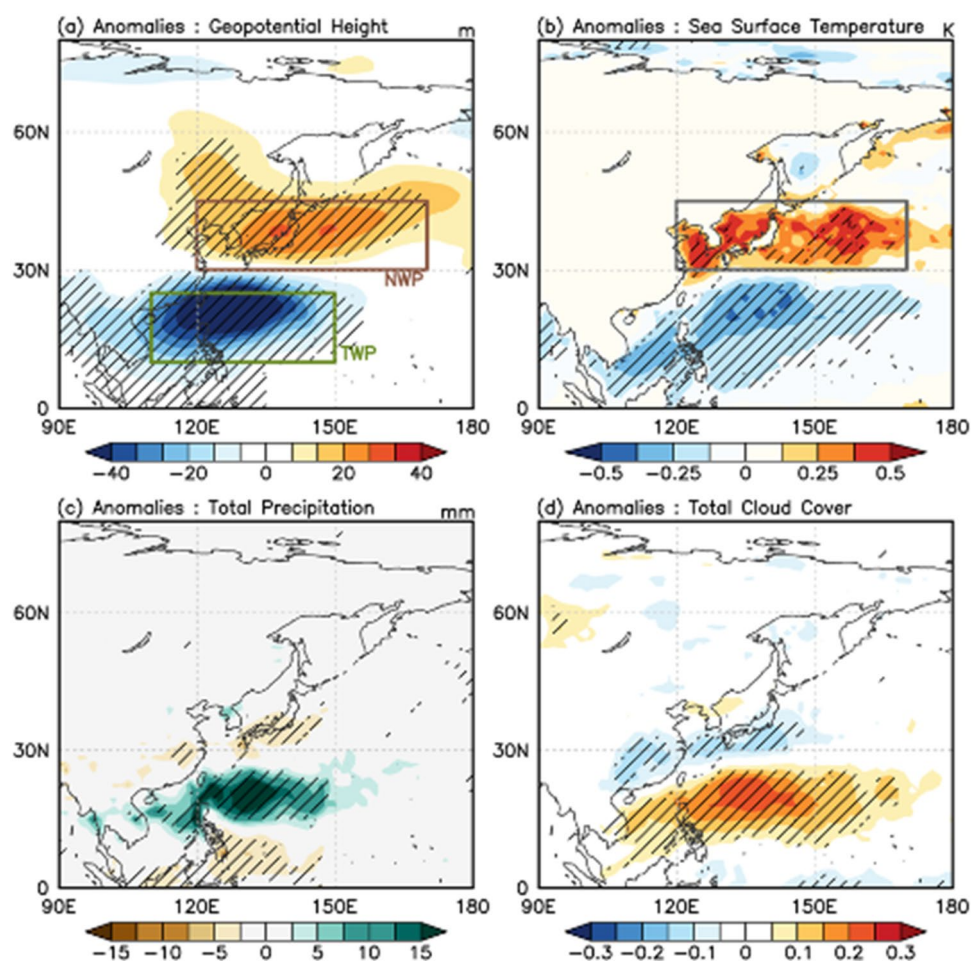 (a) Anomalies : Geopotential Height m
60N
30N
0
NWP
TWP
90E 120E 150E 180
-40 -20 0 20 40
(b) Anomalies : Sea Surface Temperature K
60N
30N
0
90E 120E 150E 180
-0.5 -0.25 0 0.25 0.5
(c) Anomalies : Total Precipitation mm
60N
30N
0
90E 120E 150E 180
-15 -10 -5 0 5 10 15
(d) Anomalies : Total Cloud Cover
60N
30N
0
90E 120E 150E 180
-0.3 -0.2 -0.1 0 0.1 0.2 0.3